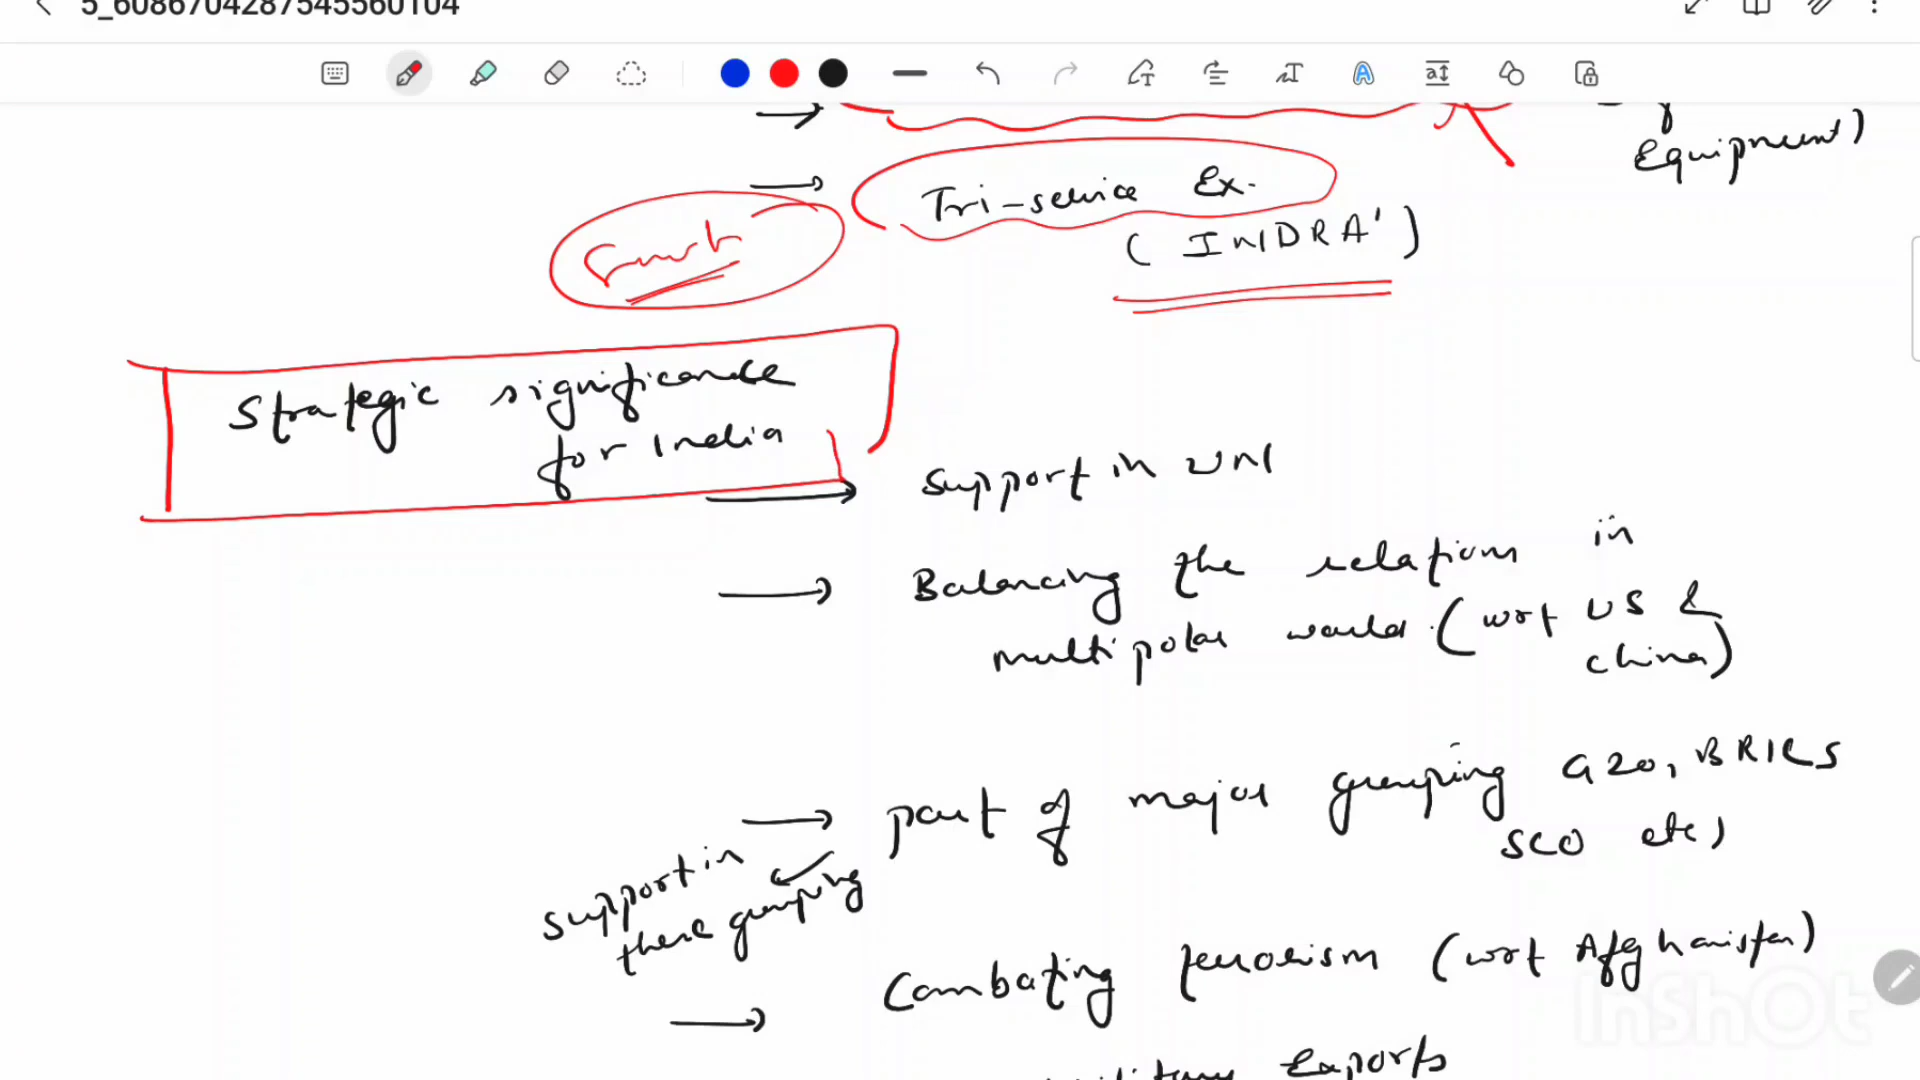 5_6086704287545560104
Equipment)
→ Tri-service Ex.
( INDRA' )
Strategic significance
for India
→ support in UN
→ Balancing the relation in
multipolar world. (wrt US &
china)
→ part of major grouping G20, BRICS
SCO etc)
support in
these grouping
→ Combating terrorism (wrt Afghanistan)
Exports
InShOt